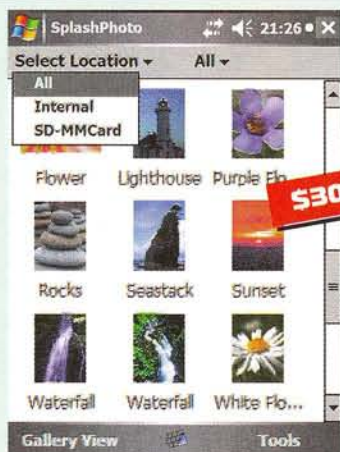 SplashPhoto 21:26
Select Location All
All
Internal
SD-MMCard
Flower Lighthouse Purple Flo...
$30
Rocks Seastack Sunset
Waterfall Waterfall White Flo...
Gallery View Tools